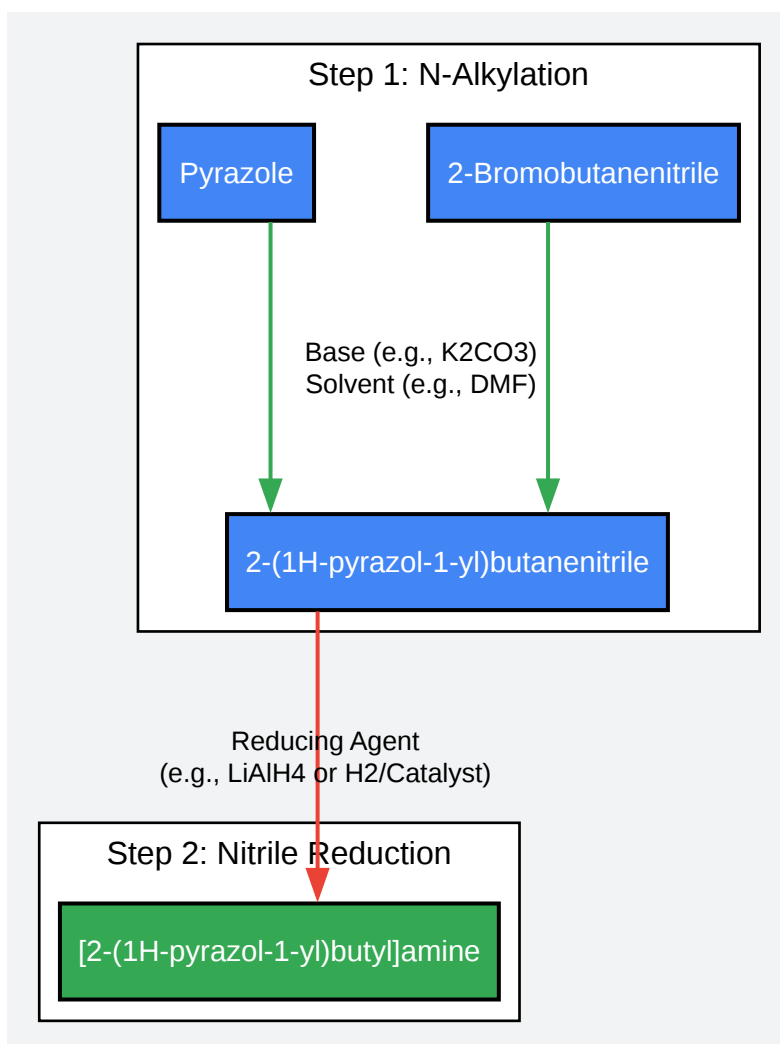 Step 1: N-Alkylation
Pyrazole
2-Bromobutanenitrile
Base (e.g., K2CO3)
Solvent (e.g., DMF)
2-(1H-pyrazol-1-yl)butanenitrile
Reducing Agent
(e.g., LiAlH4 or H2/Catalyst)
Step 2: Nitrile Reduction
[2-(1H-pyrazol-1-yl)butyl]amine